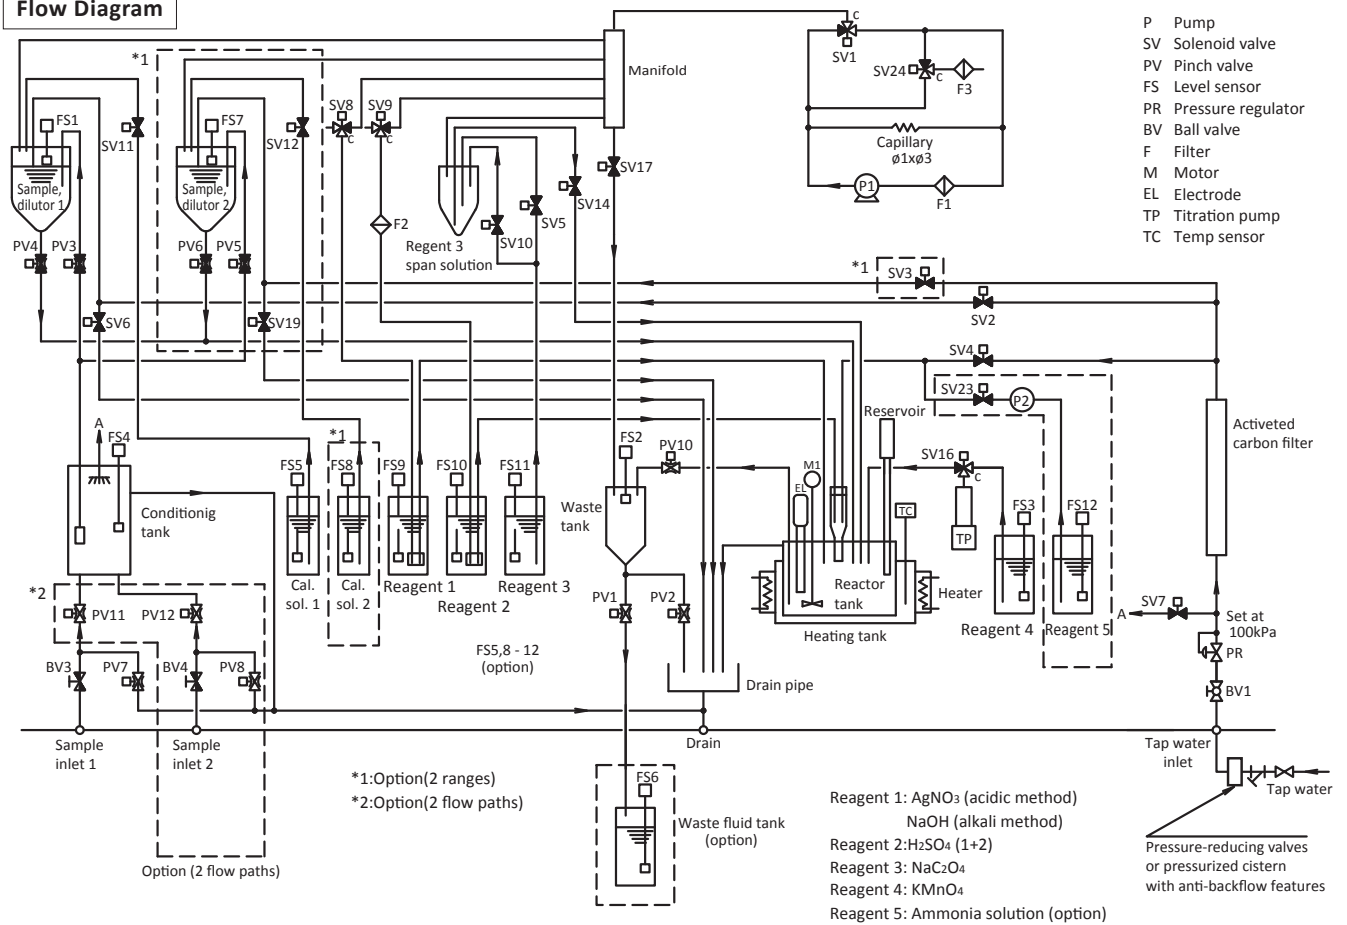 Flow Diagram
P Pump
SV Solenoid valve
PV Pinch valve
FS Level sensor
PR Pressure regulator
BV Ball valve
F Filter
M Motor
EL Electrode
TP Titration pump
TC Temp sensor
*1
Manifold
C
SV1
SV24
C
F3
Capillary
ø1xø3
P1
F1
FS1
SV11
FS7
SV12
SV8
SV9
C
C
SV17
Sample,
dilutor 1
Sample,
dilutor 2
F2
SV14
SV5
SV10
Regent 3
span solution
PV4
PV3
PV6
PV5
*1
SV3
SV2
SV6
SV19
SV4
SV23
P2
Reservoir
Activeted
carbon filter
A
FS4
*1
FS5
FS8
FS9
FS10
FS11
FS2
PV10
M1
EL
SV16
C
TC
TP
FS3
FS12
Conditionig
tank
Waste
tank
Cal.
sol. 1
Cal.
sol. 2
Reagent 1
Reagent 2
Reagent 3
Reactor
tank
Heater
Heating tank
Reagent 4
Reagent 5
*2
PV11
PV12
PV1
PV2
SV7
A
Set at
100kPa
PR
BV1
BV3
PV7
BV4
PV8
FS5,8 - 12
(option)
Drain pipe
Sample
inlet 1
Sample
inlet 2
Drain
Tap water
inlet
Tap water
*1:Option(2 ranges)
*2:Option(2 flow paths)
FS6
Waste fluid tank
(option)
Option (2 flow paths)
Reagent 1: AgNO₃ (acidic method)
NaOH (alkali method)
Reagent 2:H₂SO₄ (1+2)
Reagent 3: NaC₂O₄
Reagent 4: KMnO₄
Reagent 5: Ammonia solution (option)
Pressure-reducing valves
or pressurized cistern
with anti-backflow features